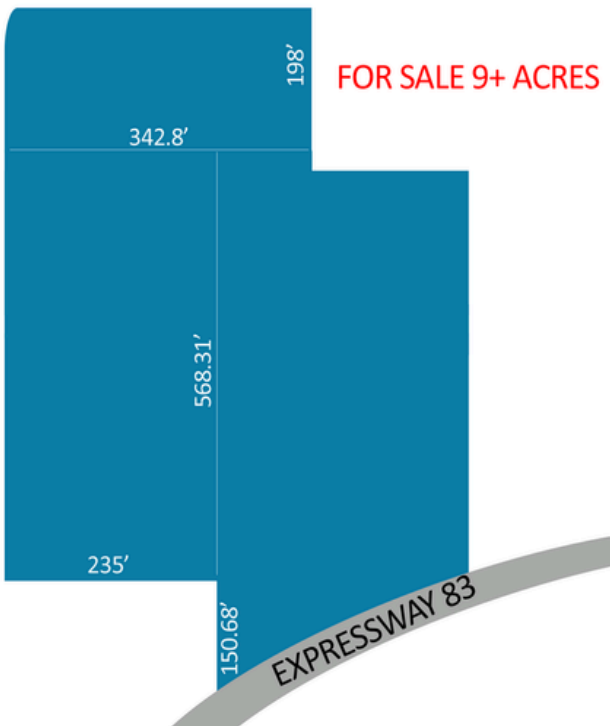 198’
FOR SALE 9+ ACRES
342.8’
568.31’
235’
150.68’
EXPRESSWAY 83